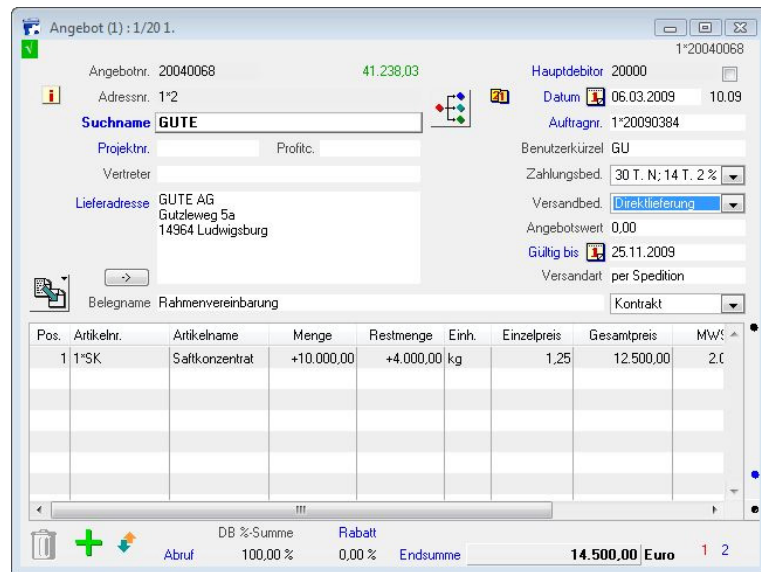 Angebot (1) : 1/20 1.
1*20040068
Angebotnr. 20040068 41.238,03 Hauptdebitor 20000
Adressnr. 1*2 Datum 06.03.2009 10.09
Suchname GUTE Auftragnr. 1*20090384
Projektnr. Profitc. Benutzerkürzel GU
Vertreter Zahlungsbed. 30 T. N; 14 T. 2 %
Lieferadresse GUTE AG Versandbed. Direktlieferung
Gutzleweg 5a
14964 Ludwigsburg Angebotswert 0,00
Gültig bis 25.11.2009
-> Versandart per Spedition
Belegname Rahmenvereinbarung Kontrakt
Pos. Artikelnr. Artikelname Menge Restmenge Einh. Einzelpreis Gesamtpreis
1 1*SK Saftkonzentrat +10.000,00 +4.000,00 kg 1,25 12.500,00
DB %-Summe Rabatt
Abruf 100,00 % 0,00 % Endsumme 14.500,00 Euro 1 2